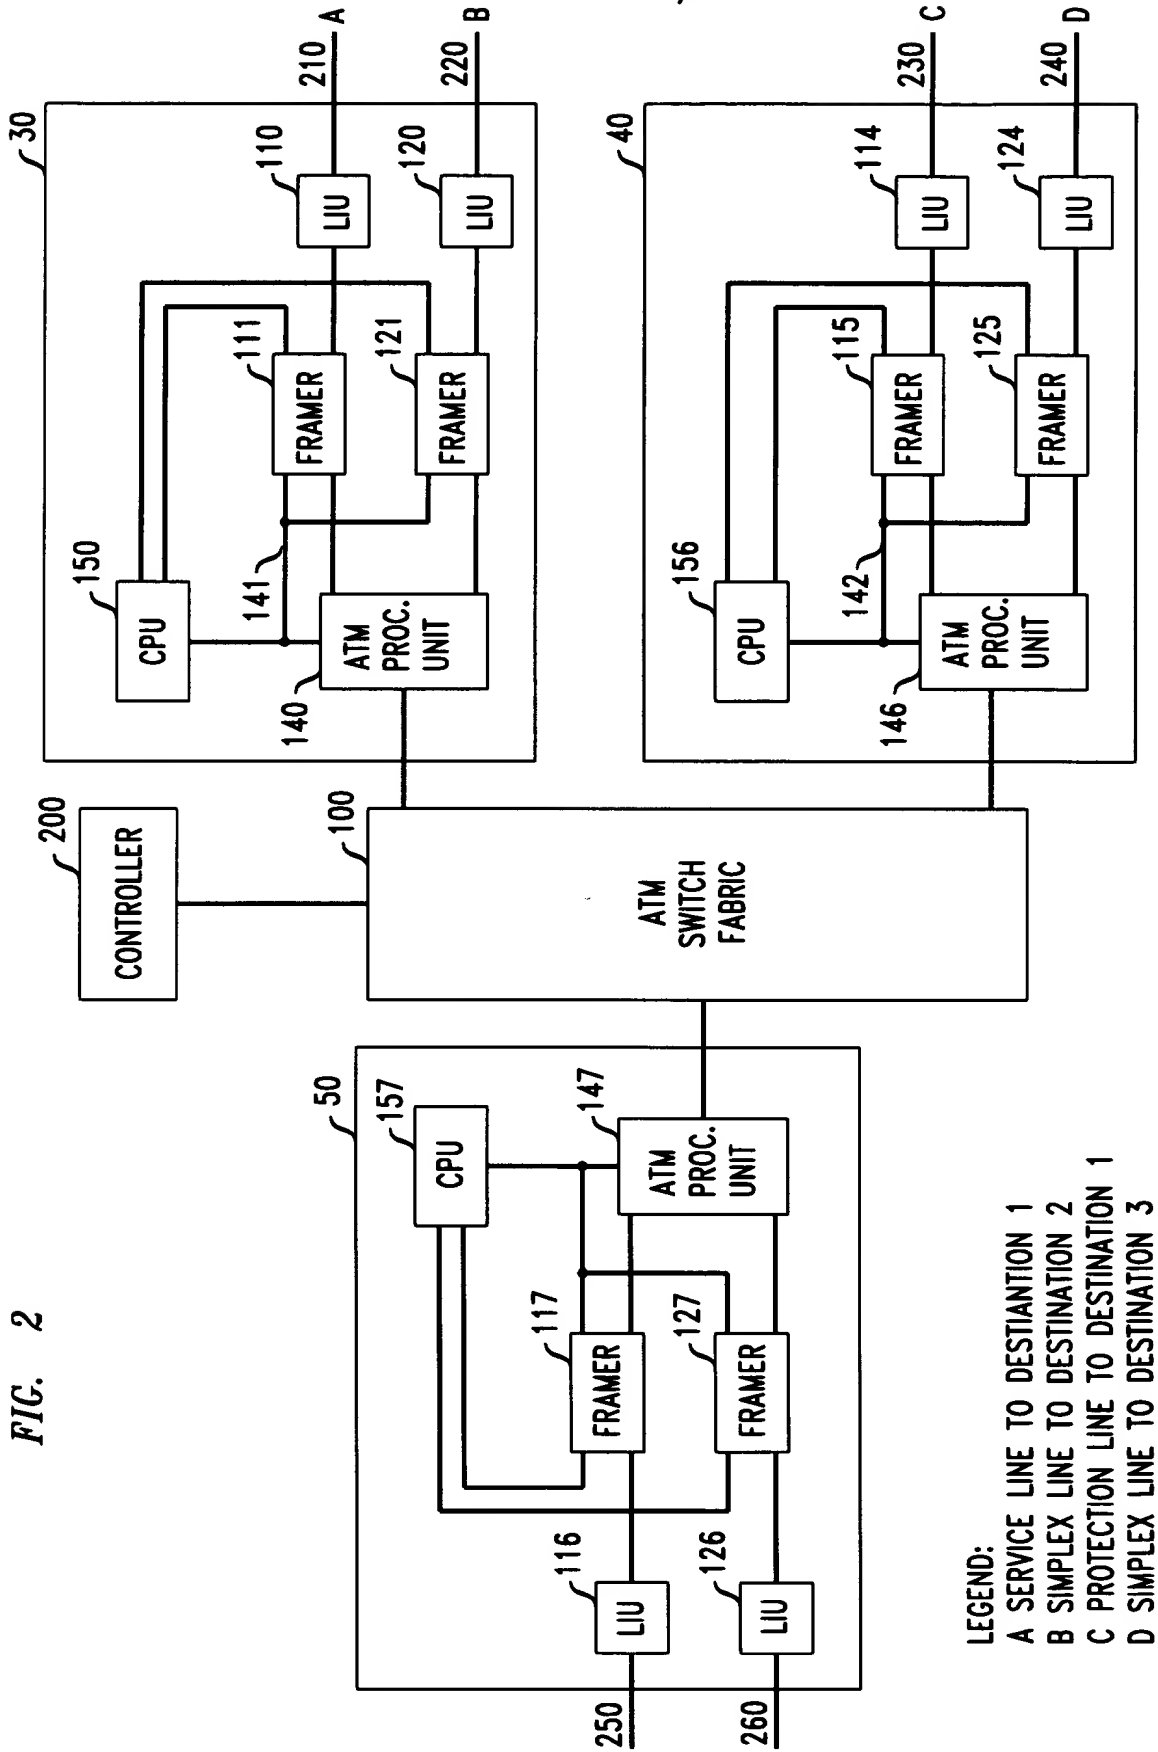 FIG. 2
50
157
CPU
147
ATM
PROC.
UNIT
117
FRAMER
127
FRAMER
116
LIU
126
LIU
250
260
200
CONTROLLER
100
ATM
SWITCH
FABRIC
30
150
CPU
141
140
ATM
PROC.
UNIT
111
FRAMER
121
FRAMER
110
LIU
120
LIU
210
A
220
B
40
156
CPU
142
146
ATM
PROC.
UNIT
115
FRAMER
125
FRAMER
114
LIU
124
LIU
230
C
240
D
LEGEND:
A SERVICE LINE TO DESTIANTION 1
B SIMPLEX LINE TO DESTINATION 2
C PROTECTION LINE TO DESTINATION 1
D SIMPLEX LINE TO DESTINATION 3